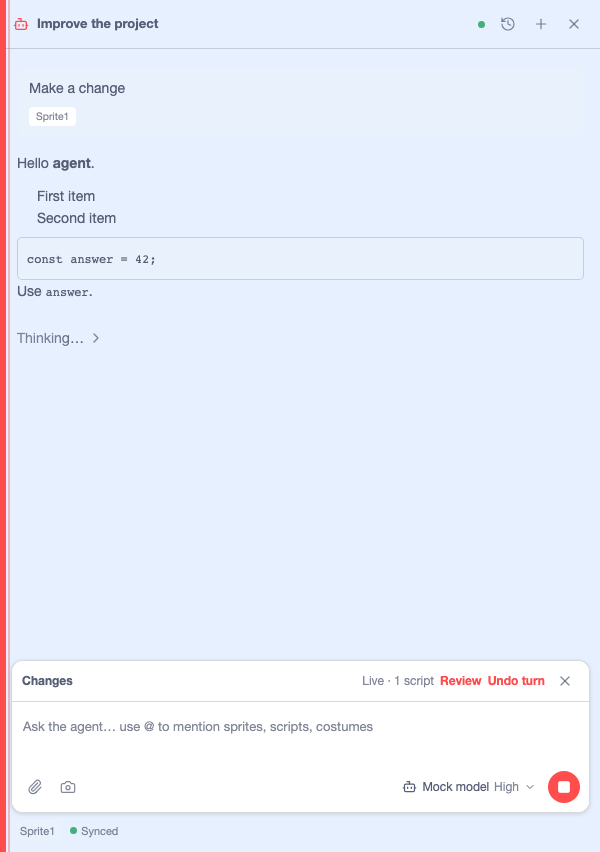 Improve the project
Make a change
Sprite1
Hello agent.
First item
Second item
const answer = 42;
Use answer.
Thinking…
Changes
Live · 1 script Review Undo turn
Ask the agent… use @ to mention sprites, scripts, costumes
Mock model High
Sprite1 Synced